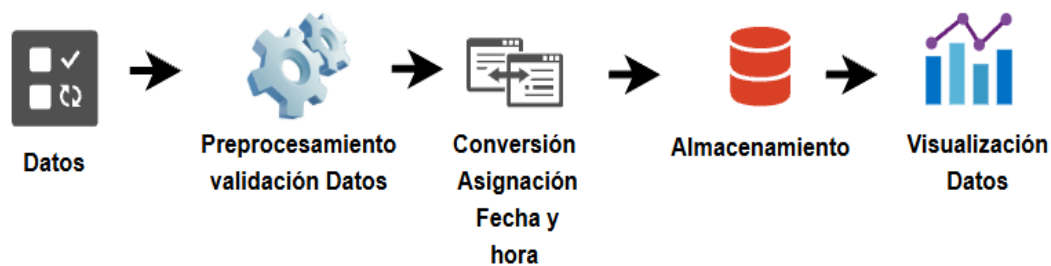 Datos
Preprocesamiento
validación Datos
Conversión
Asignación
Fecha y
hora
Almacenamiento
Visualización
Datos